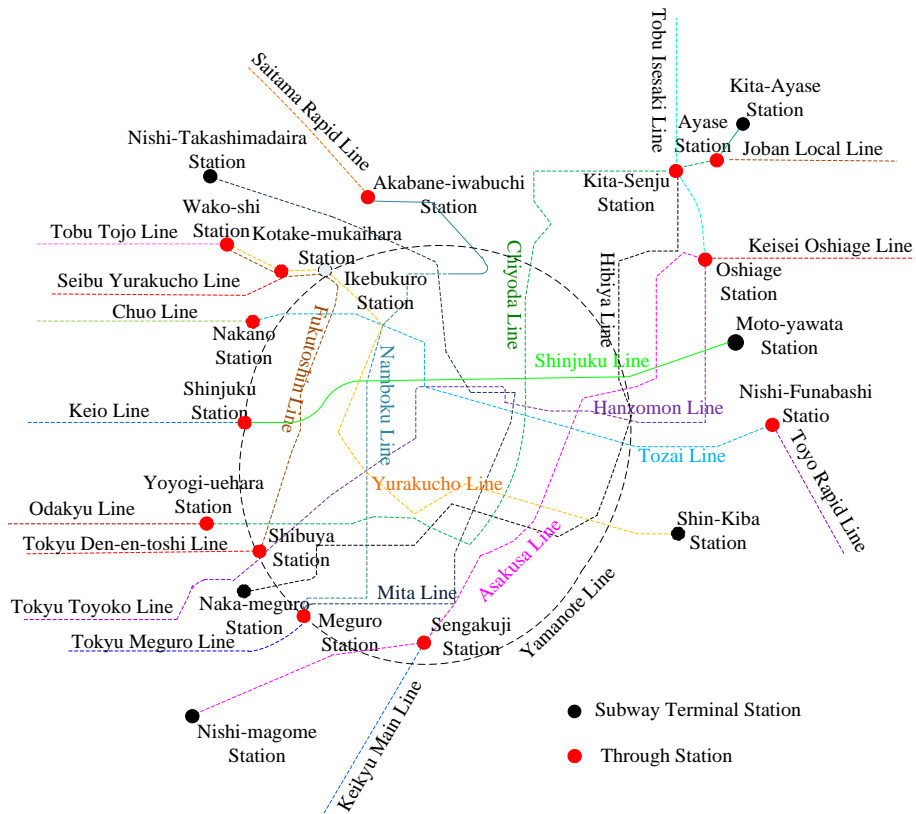 Tobu Isesaki Line
Saitama Rapid Line
Kita-Ayase
Station
Ayase
Station
Joban Local Line
Nishi-Takashimadaira
Station
Akabane-iwabuchi
Station
Kita-Senju
Station
Wako-shi
Station
Tobu Tojo Line
Kotake-mukaihara
Station
Chiyoda Line
Hibiya Line
Keisei Oshiage Line
Oshiage
Station
Seibu Yurakucho Line
Ikebukuro
Station
Chuo Line
Nakano
Station
Fukutoshin Line
Namboku Line
Moto-yawata
Station
Shinjuku Line
Shinjuku
Station
Nishi-Funabashi
Statio
Keio Line
Hanxomon Line
Tozai Line
Toyo Rapid Line
Yoyogi-uehara
Station
Yurakucho Line
Odakyu Line
Shin-Kiba
Station
Tokyu Den-en-toshi Line
Shibuya
Station
Asakusa Line
Mita Line
Yamanote Line
Tokyu Toyoko Line
Naka-meguro
Station
Meguro
Station
Sengakuji
Station
Tokyu Meguro Line
Keikyu Main Line
Nishi-magome
Station
Subway Terminal Station
Through Station